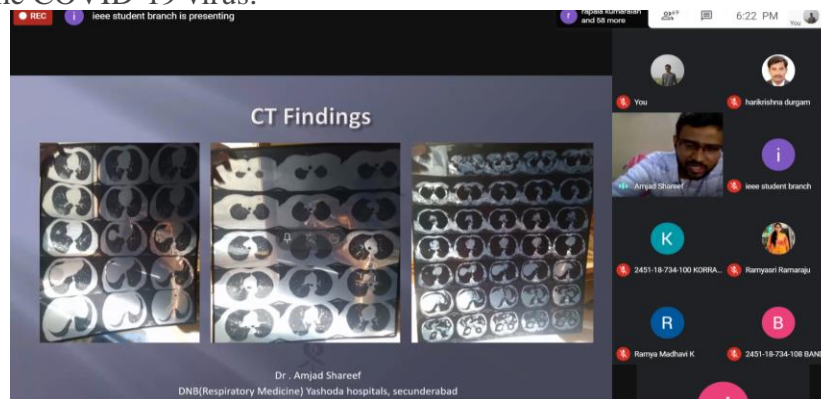 the COVID-19 virus.
REC
i
ieee student branch is presenting
r
rapala kumaraian
and 58 more
6:22 PM
You
CT Findings
You
harikrishna durgam
i
Amjad Shareef
ieee student branch
K
2451-18-734-100 KORRA...
Ramyasri Ramaraju
R
B
Ramya Madhavi K
2451-18-734-108 BAN
Dr . Amjad Shareef
DNB(Respiratory Medicine) Yashoda hospitals, secunderabad